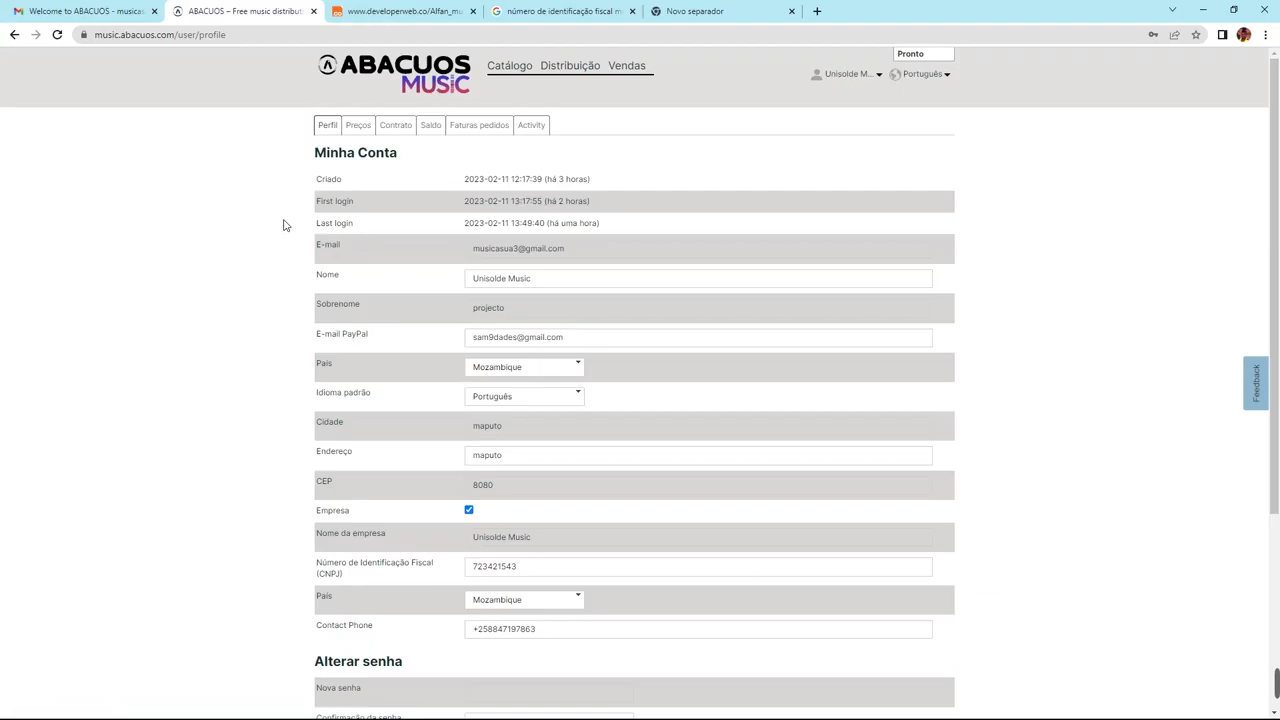 Welcome to ABACUOS - musicas
ABACUOS – Free music distribut
www.developerweb.co/Alfan_mu
número de identificação fiscal m
Novo separador
music.abacuos.com/user/profile
Pronto
ABACUOS
MUSIC
Catálogo Distribuição Vendas
Unisolde M... Português
Perfil Preços Contrato Saldo Faturas pedidos Activity
Minha Conta
Criado 2023-02-11 12:17:39 (há 3 horas)
First login 2023-02-11 13:17:55 (há 2 horas)
Last login 2023-02-11 13:49:40 (há uma hora)
E-mail musicasua3@gmail.com
Nome Unisolde Music
Sobrenome projecto
E-mail PayPal sam9dades@gmail.com
País Mozambique
Idioma padrão Português
Cidade maputo
Endereço maputo
CEP 8080
Empresa
Nome da empresa Unisolde Music
Número de Identificação Fiscal
(CNPJ) 723421543
País Mozambique
Contact Phone +258847197863
Alterar senha
Nova senha
Confirmação da senha
Feedback